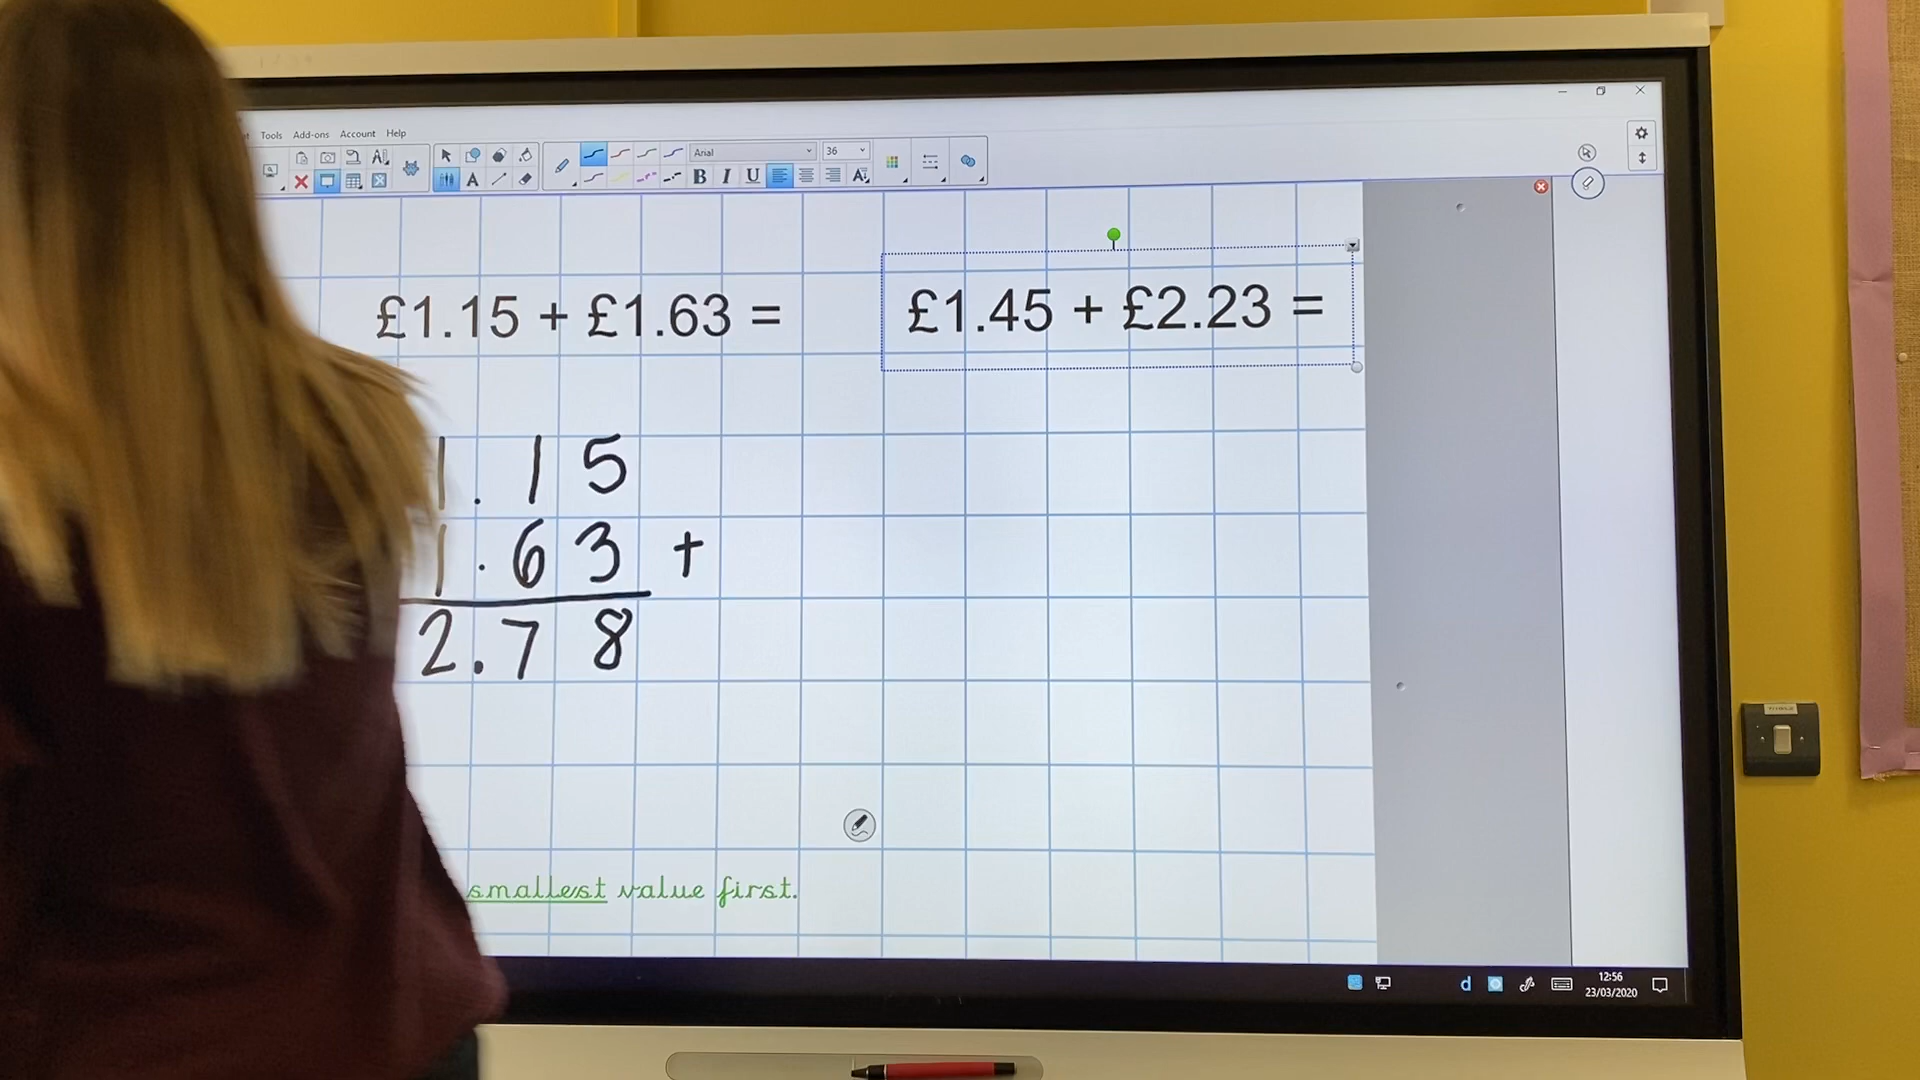 Tools Add-ons Account Help
Arial 36
B I U
£1.15 + £1.63 =
£1.45 + £2.23 =
1.15
1.63 +
2.78
smallest value first.
12:56
23/03/2020